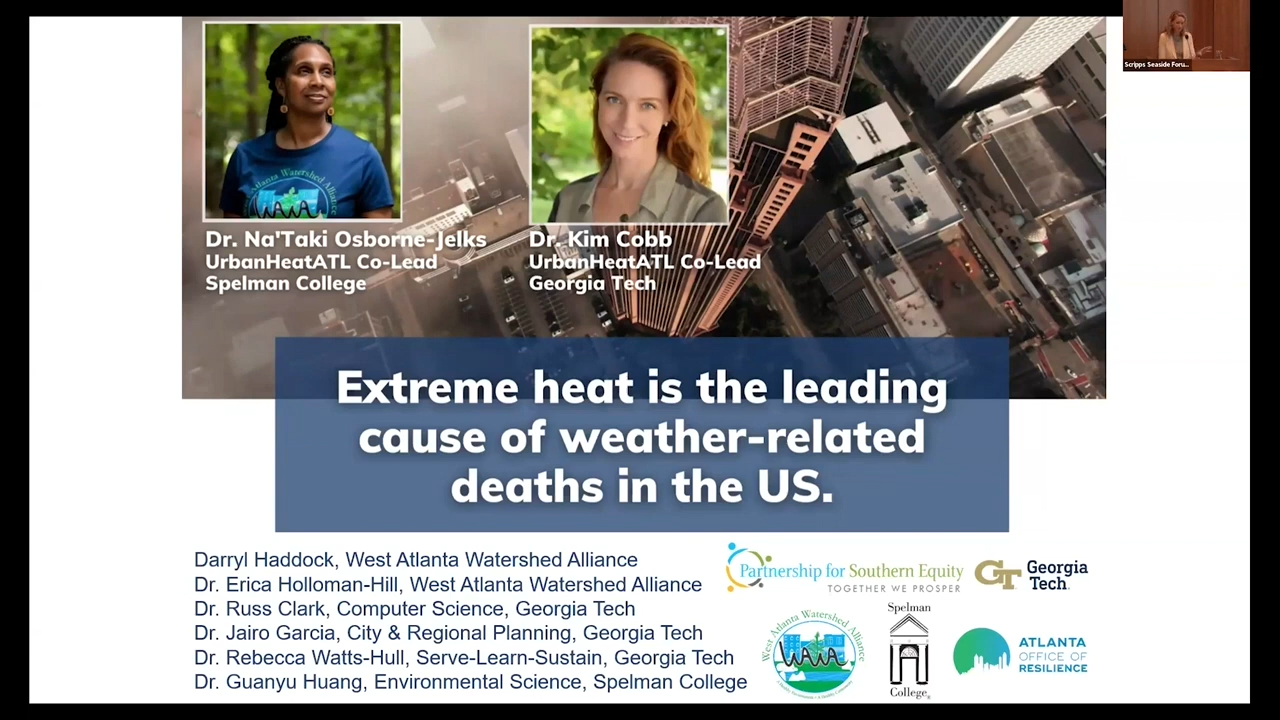 Scripps Seaside Foru...
Atlanta Watershed Alliance
WAWA
Dr. Na'Taki Osborne-Jelks
UrbanHeatATL Co-Lead
Spelman College
Dr. Kim Cobb
UrbanHeatATL Co-Lead
Georgia Tech
Extreme heat is the leading
cause of weather-related
deaths in the US.
Darryl Haddock, West Atlanta Watershed Alliance
Dr. Erica Holloman-Hill, West Atlanta Watershed Alliance
Dr. Russ Clark, Computer Science, Georgia Tech
Dr. Jairo Garcia, City & Regional Planning, Georgia Tech
Dr. Rebecca Watts-Hull, Serve-Learn-Sustain, Georgia Tech
Dr. Guanyu Huang, Environmental Science, Spelman College
Partnership for Southern Equity
TOGETHER WE PROSPER
GT
Georgia
Tech
West Atlanta Watershed Alliance
WAWA
Spelman
College
ATLANTA
OFFICE OF
RESILIENCE